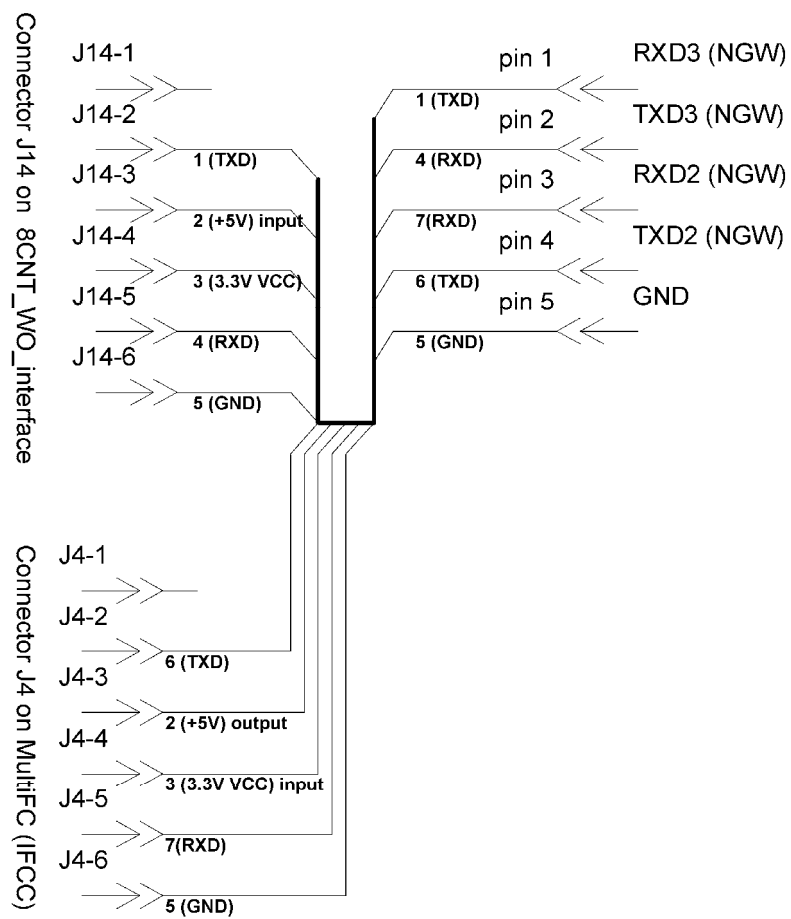 Connector J14 on 8CNT_WO_interface
J14-1
J14-2
1 (TXD)
J14-3
2 (+5V) input
J14-4
3 (3.3V VCC)
J14-5
4 (RXD)
J14-6
5 (GND)
pin 1
RXD3 (NGW)
1 (TXD)
pin 2
TXD3 (NGW)
4 (RXD)
pin 3
RXD2 (NGW)
7(RXD)
pin 4
TXD2 (NGW)
6 (TXD)
pin 5
GND
5 (GND)
Connector J4 on MultiFC (IFCC)
J4-1
J4-2
6 (TXD)
J4-3
2 (+5V) output
J4-4
3 (3.3V VCC) input
J4-5
7(RXD)
J4-6
5 (GND)